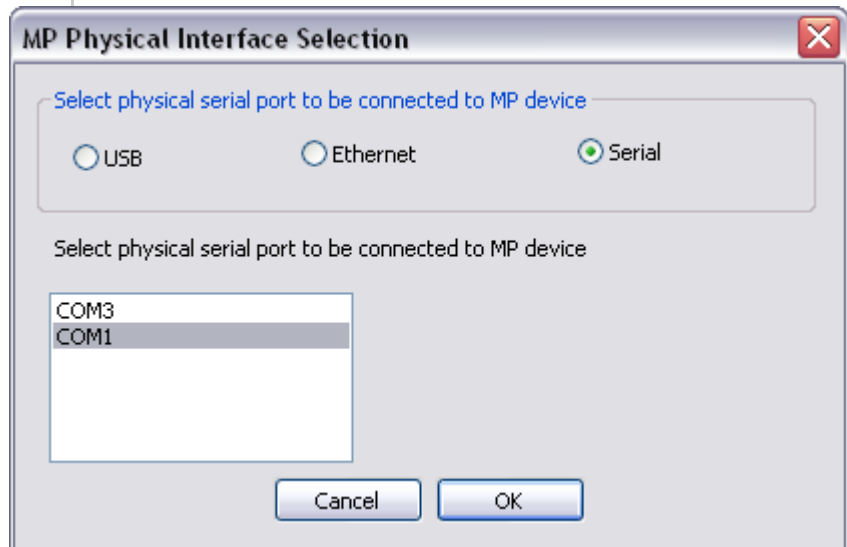 MP Physical Interface Selection
Select physical serial port to be connected to MP device
USB Ethernet Serial
Select physical serial port to be connected to MP device
COM3
COM1
Cancel OK